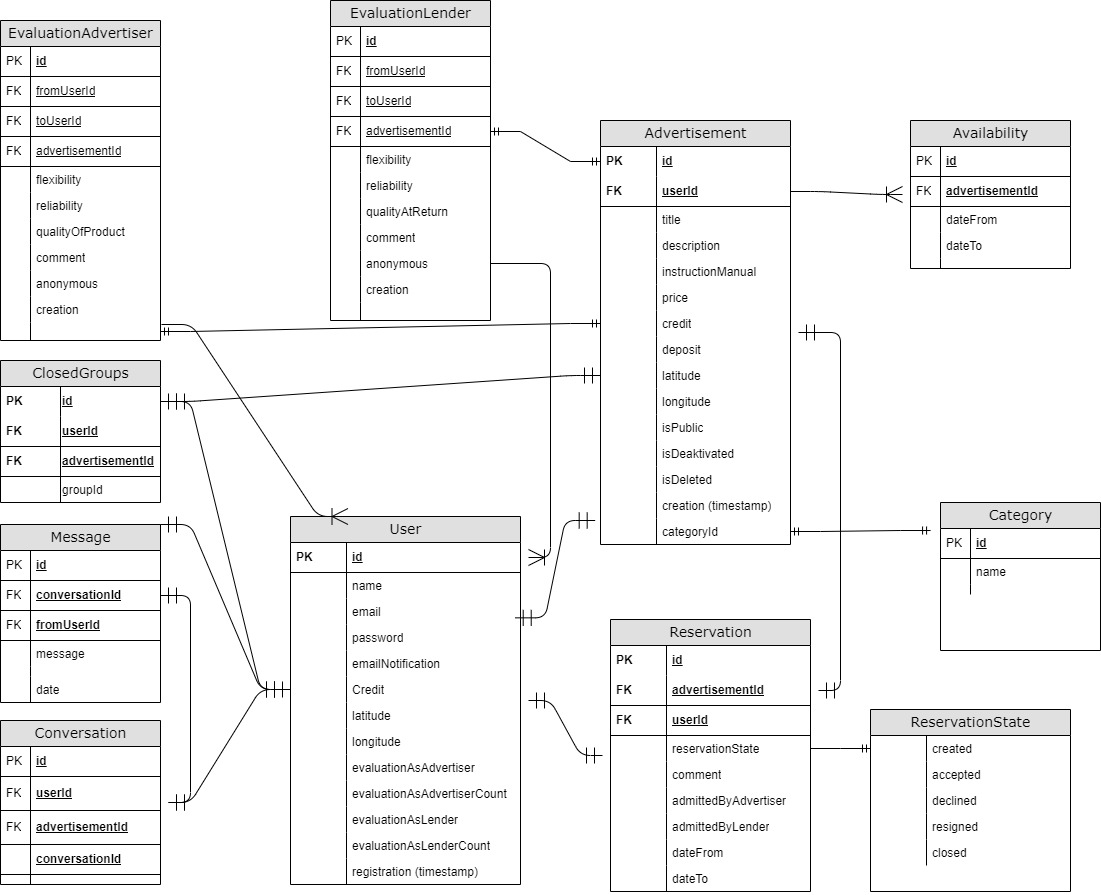 EvaluationAdvertiser
PK id
FK fromUserId
FK toUserId
FK advertisementId
flexibility
reliability
qualityOfProduct
comment
anonymous
creation
EvaluationLender
PK id
FK fromUserId
FK toUserId
FK advertisementId
flexibility
reliability
qualityAtReturn
comment
anonymous
creation
Advertisement
PK id
FK userId
title
description
instructionManual
price
credit
deposit
latitude
longitude
isPublic
isDeaktivated
isDeleted
creation (timestamp)
categoryId
Availability
PK id
FK advertisementId
dateFrom
dateTo
ClosedGroups
PK id
FK userId
FK advertisementId
groupId
Message
PK id
FK conversationId
FK fromUserId
message
date
Conversation
PK id
FK userId
FK advertisementId
conversationId
User
PK id
name
email
password
emailNotification
Credit
latitude
longitude
evaluationAsAdvertiser
evaluationAsAdvertiserCount
evaluationAsLender
evaluationAsLenderCount
registration (timestamp)
Category
PK id
name
Reservation
PK id
FK advertisementId
FK userId
reservationState
comment
admittedByAdvertiser
admittedByLender
dateFrom
dateTo
ReservationState
created
accepted
declined
resigned
closed